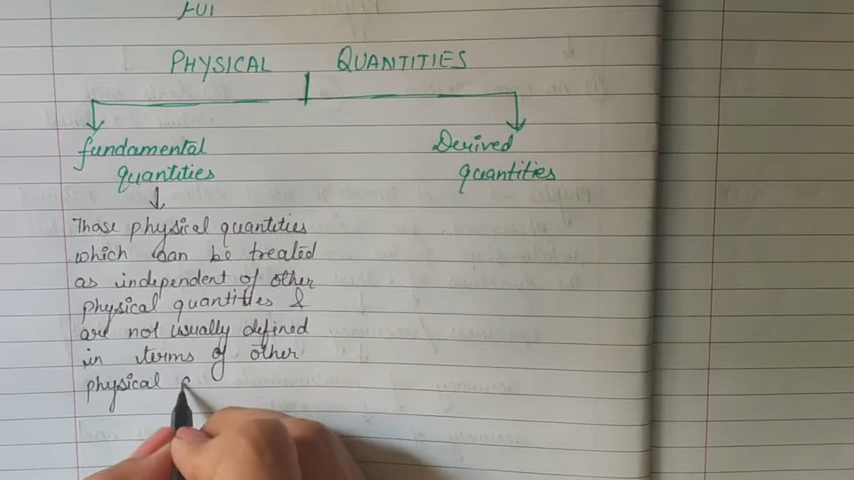 PHYSICAL QUANTITIES
fundamental
quantities
Derived
quantities
Those physical quantities
which can be treated
as independent of other
physical quantities &
are not usually defined
in terms of other
physical